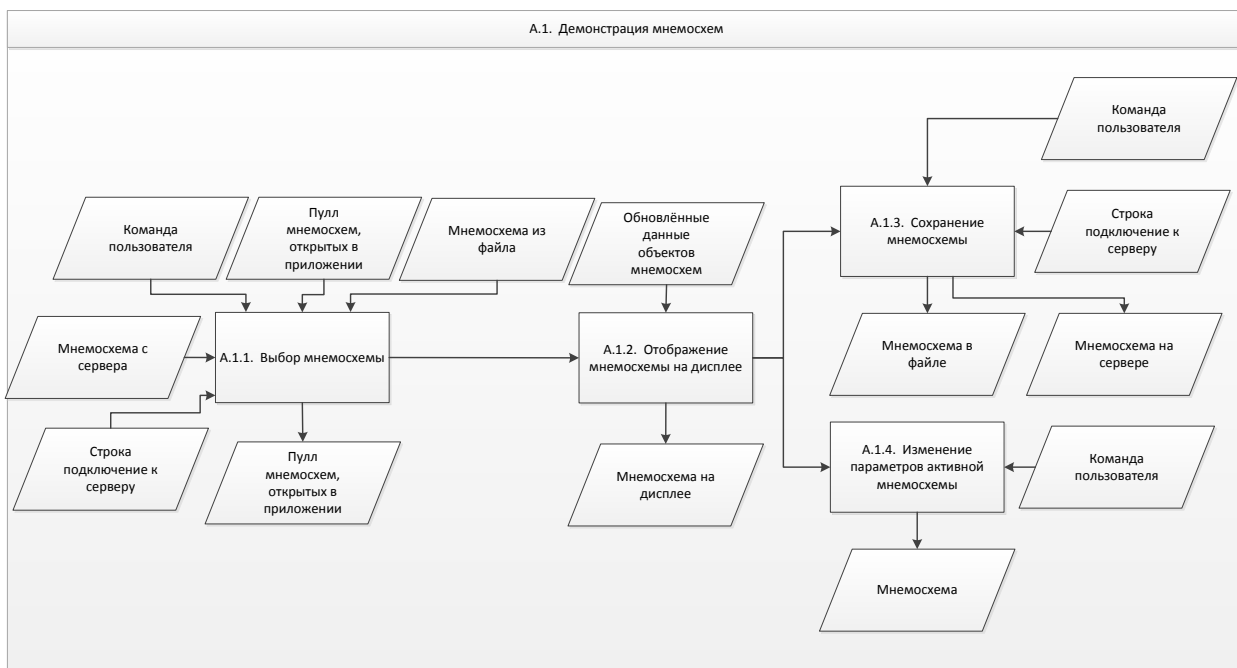 А.1. Демонстрация мнемосхем
Команда
пользователя
А.1.3. Сохранение
мнемосхемы
Строка
подключение к
серверу
Команда
пользователя
Пулл
мнемосхем,
открытых в
приложении
Мнемосхема из
файла
Обновлённые
данные
объектов
мнемосхем
Мнемосхема с
сервера
А.1.1. Выбор мнемосхемы
А.1.2. Отображение
мнемосхемы на дисплее
Мнемосхема в
файле
Мнемосхема на
сервере
Строка
подключение к
серверу
Пулл
мнемосхем,
открытых в
приложении
Мнемосхема на
дисплее
А.1.4. Изменение
параметров активной
мнемосхемы
Команда
пользователя
Мнемосхема